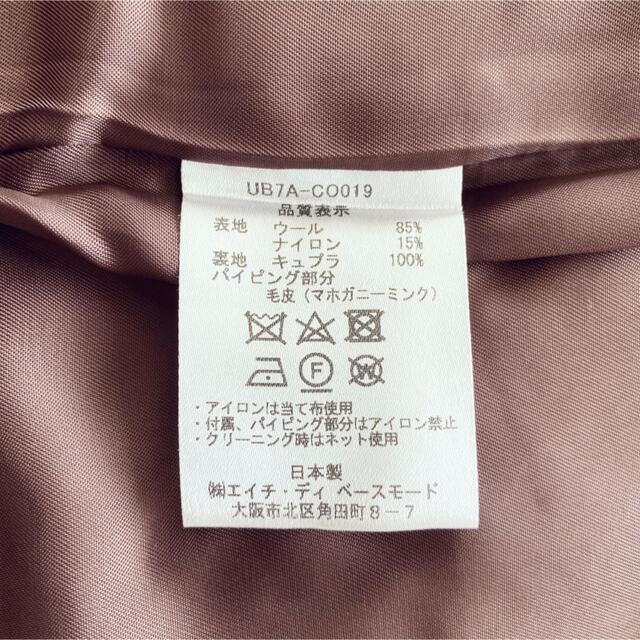 UB7A-CO019
品質表示
表地 ウール 85%
ナイロン 15%
裏地 キュプラ 100%
パイピング部分
毛皮(マホガニーミンク)
F W
・アイロンは当て布使用
・付属、パイピング部分はアイロン禁止
・クリーニング時はネット使用
日本製
㈱エイチ・ディ ベースモード
大阪市北区角田町8-7